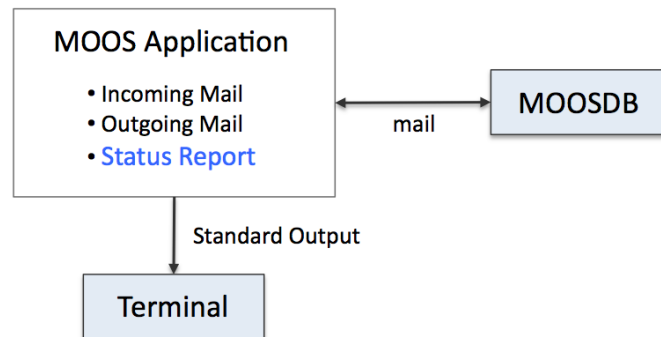 MOOS Application
• Incoming Mail
• Outgoing Mail
• Status Report
mail
MOOSDB
Standard Output
Terminal